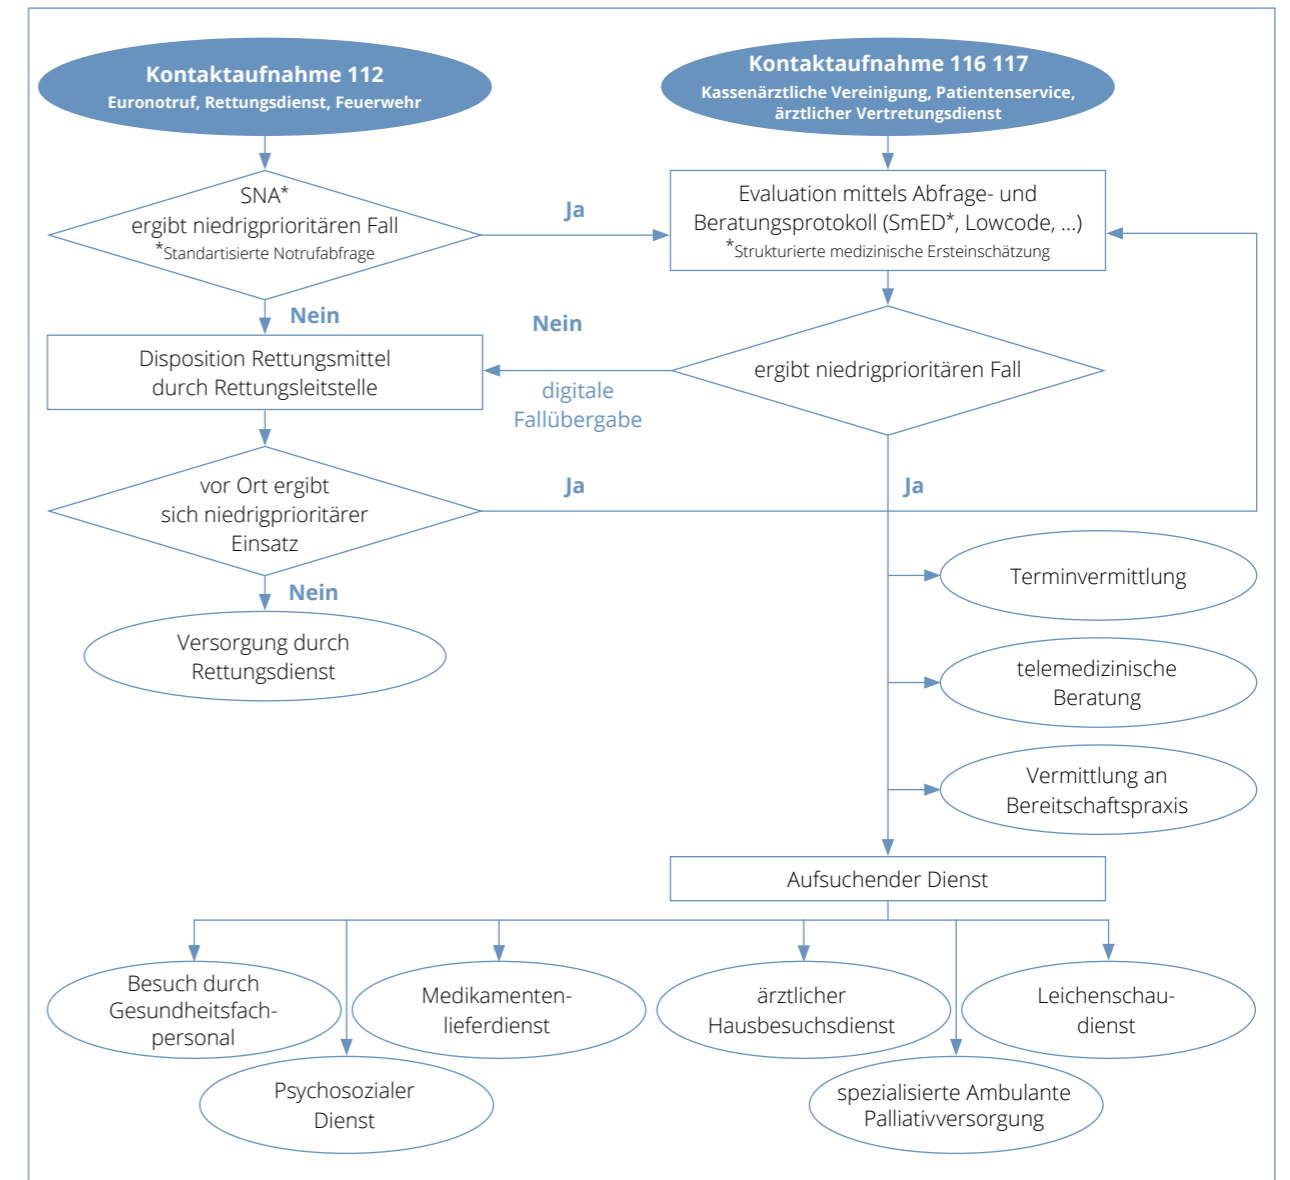 Kontaktaufnahme 112
Euronotruf, Rettungsdienst, Feuerwehr
Kontaktaufnahme 116 117
Kassenärztliche Vereinigung, Patientenservice,
ärztlicher Vertretungsdienst
SNA*
ergibt niedrigprioritären Fall
*Standartisierte Notrufabfrage
Ja
Evaluation mittels Abfrage- und
Beratungsprotokoll (SmED*, Lowcode, ...)
*Strukturierte medizinische Ersteinschätzung
Nein
Nein
Disposition Rettungsmittel
durch Rettungsleitstelle
digitale
Fallübergabe
ergibt niedrigprioritären Fall
vor Ort ergibt
sich niedrigprioritärer
Einsatz
Ja
Ja
Nein
Versorgung durch
Rettungsdienst
Terminvermittlung
telemedizinische
Beratung
Vermittlung an
Bereitschaftspraxis
Aufsuchender Dienst
Besuch durch
Gesundheitsfach-
personal
Medikamenten-
lieferdienst
ärztlicher
Hausbesuchsdienst
Leichenschau-
dienst
Psychosozialer
Dienst
spezialisierte Ambulante
Palliativversorgung